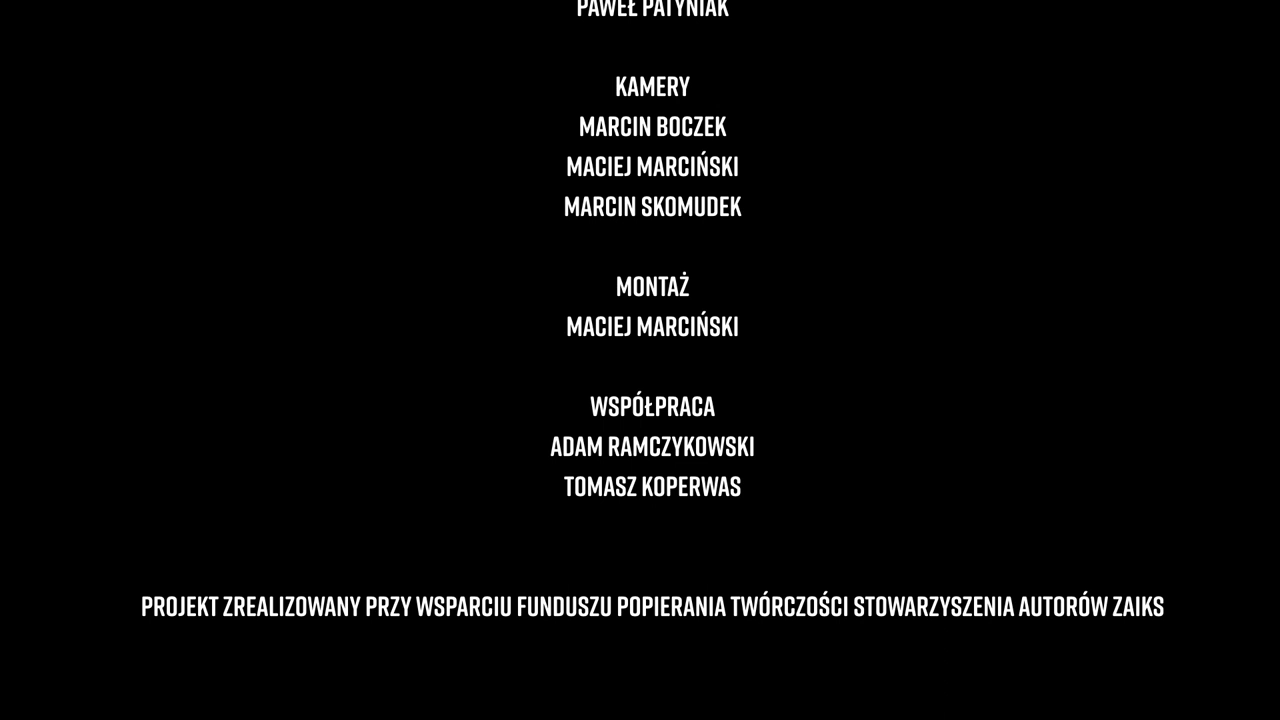 PAWEŁ PATYNIAK
KAMERY
MARCIN BOCZEK
MACIEJ MARCIŃSKI
MARCIN SKOMUDEK
MONTAŻ
MACIEJ MARCIŃSKI
WSPÓŁPRACA
ADAM RAMCZYKOWSKI
TOMASZ KOPERWAS
PROJEKT ZREALIZOWANY PRZY WSPARCIU FUNDUSZU POPIERANIA TWÓRCZOŚCI STOWARZYSZENIA AUTORÓW ZAIKS